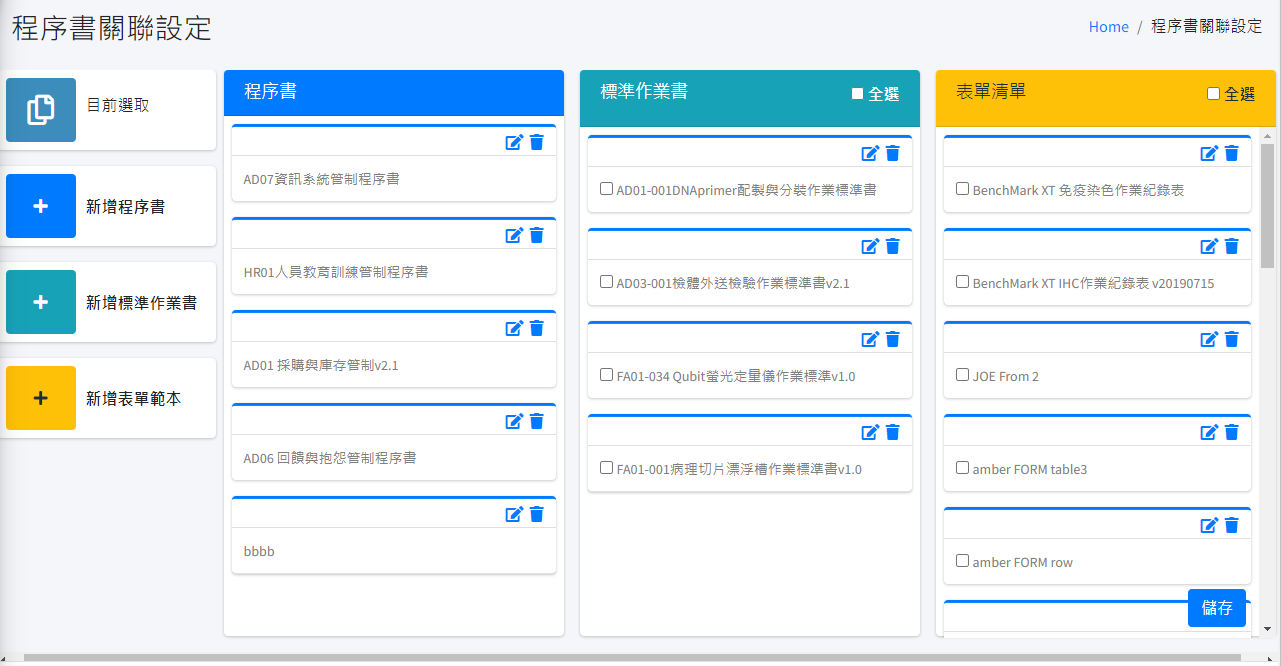 程序書關聯設定
Home / 程序書關聯設定
目前選取
新增程序書
新增標準作業書
新增表單範本
程序書
AD07資訊系統管制程序書
HR01人員教育訓練管制程序書
AD01 採購與庫存管制v2.1
AD06 回饋與抱怨管制程序書
bbbb
標準作業書
全選
AD01-001DNAprimer配製與分裝作業標準書
AD03-001檢體外送檢驗作業標準書v2.1
FA01-034 Qubit螢光定量儀作業標準v1.0
FA01-001病理切片漂浮槽作業標準書v1.0
表單清單
全選
BenchMark XT 免疫染色作業紀錄表
BenchMark XT IHC作業紀錄表 v20190715
JOE From 2
amber FORM table3
amber FORM row
儲存